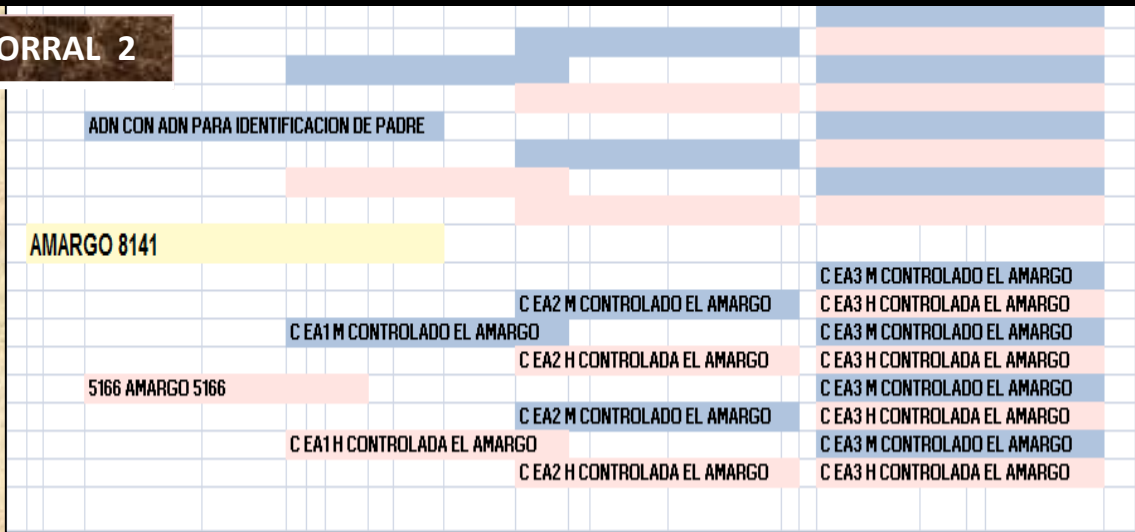 ORRAL 2
ADN CON ADN PARA IDENTIFICACION DE PADRE
AMARGO 8141
C EA3 M CONTROLADO EL AMARGO
C EA2 M CONTROLADO EL AMARGO C EA3 H CONTROLADA EL AMARGO
C EA1 M CONTROLADO EL AMARGO C EA3 M CONTROLADO EL AMARGO
C EA2 H CONTROLADA EL AMARGO C EA3 H CONTROLADA EL AMARGO
5166 AMARGO 5166 C EA3 M CONTROLADO EL AMARGO
C EA2 M CONTROLADO EL AMARGO C EA3 H CONTROLADA EL AMARGO
C EA1 H CONTROLADA EL AMARGO C EA3 M CONTROLADO EL AMARGO
C EA2 H CONTROLADA EL AMARGO C EA3 H CONTROLADA EL AMARGO